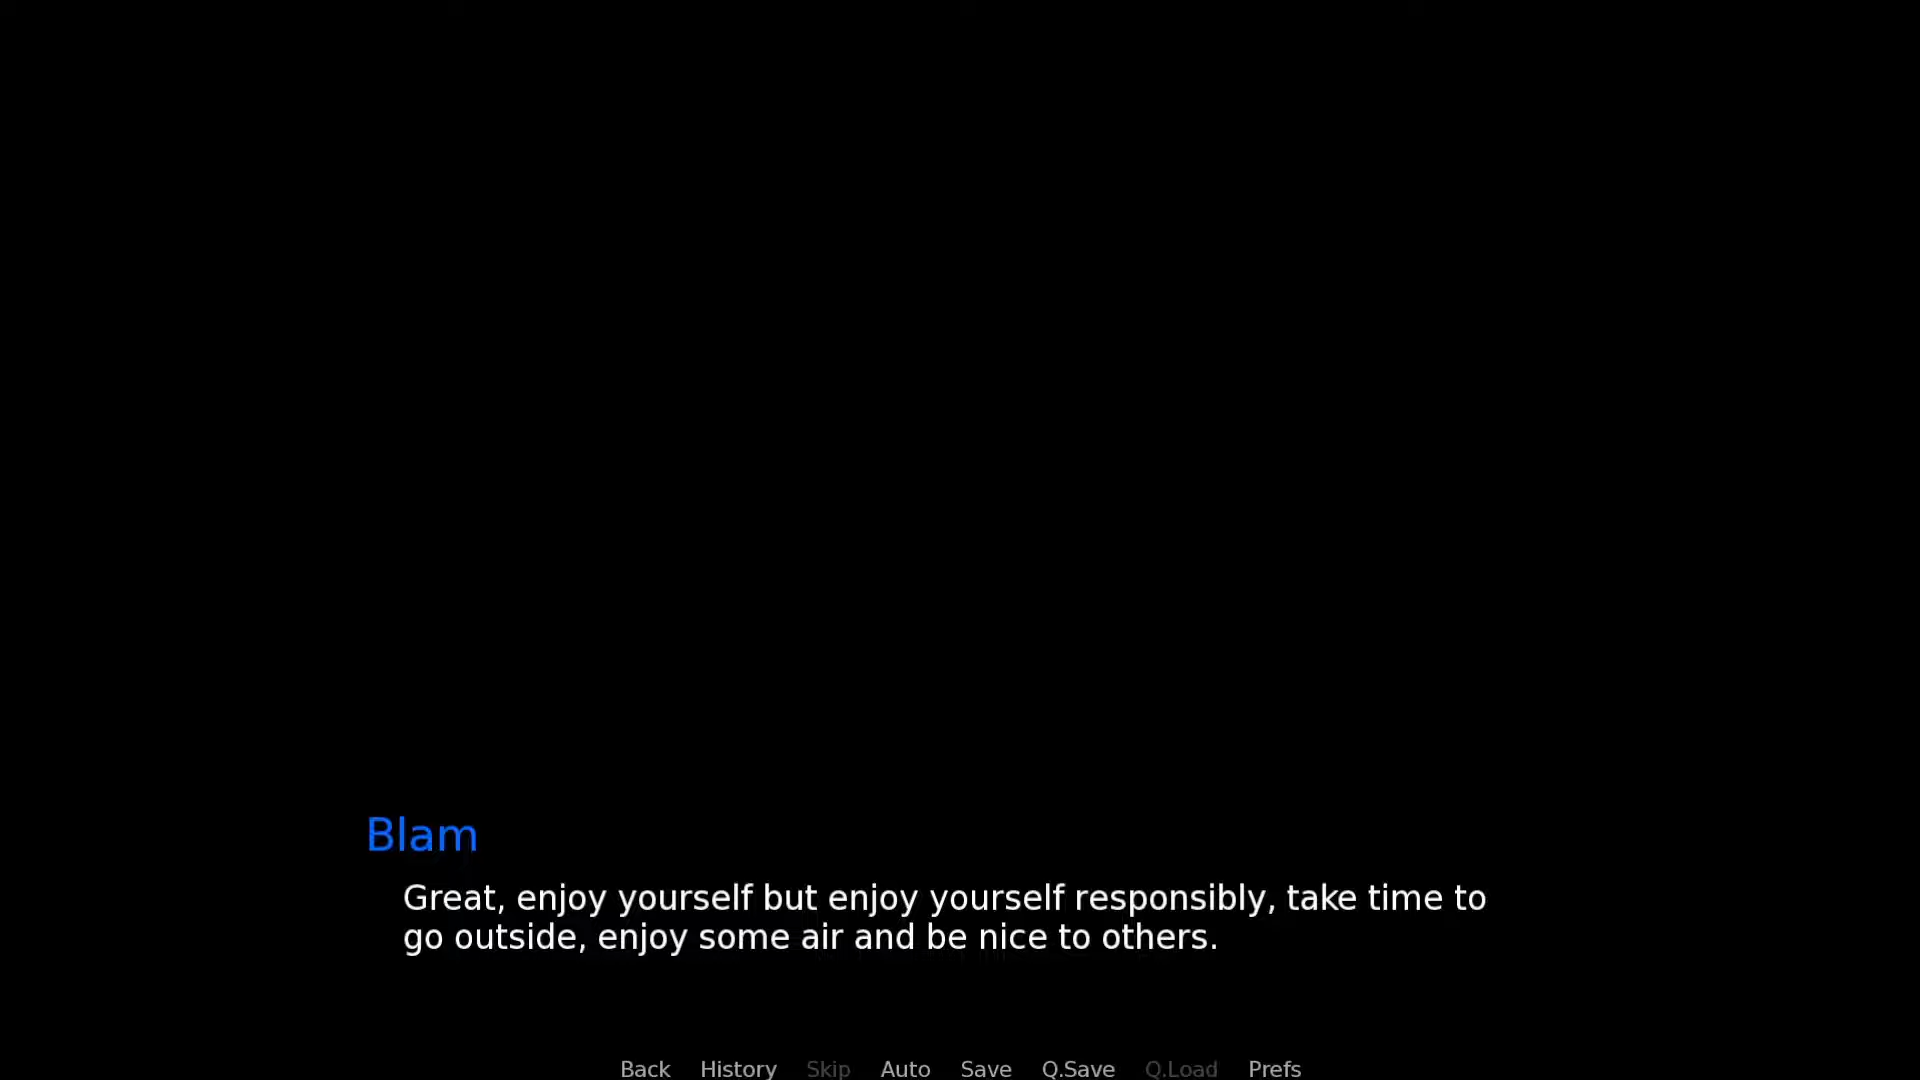 Blam
Great, enjoy yourself but enjoy yourself responsibly, take time to
go outside, enjoy some air and be nice to others.
Back History Skip Auto Save Q.Save Q.Load Prefs